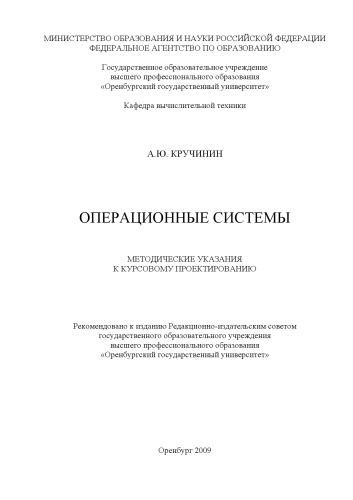 МИНИСТЕРСТВО ОБРАЗОВАНИЯ И НАУКИ РОССИЙСКОЙ ФЕДЕРАЦИИ
ФЕДЕРАЛЬНОЕ АГЕНТСТВО ПО ОБРАЗОВАНИЮ
Государственное образовательное учреждение
высшего профессионального образования
«Оренбургский государственный университет»
Кафедра вычислительной техники
А.Ю. КРУЧИНИН
ОПЕРАЦИОННЫЕ СИСТЕМЫ
МЕТОДИЧЕСКИЕ УКАЗАНИЯ
К КУРСОВОМУ ПРОЕКТИРОВАНИЮ
Рекомендовано к изданию Редакционно-издательским советом
государственного образовательного учреждения
высшего профессионального образования
«Оренбургский государственный университет»
Оренбург 2009